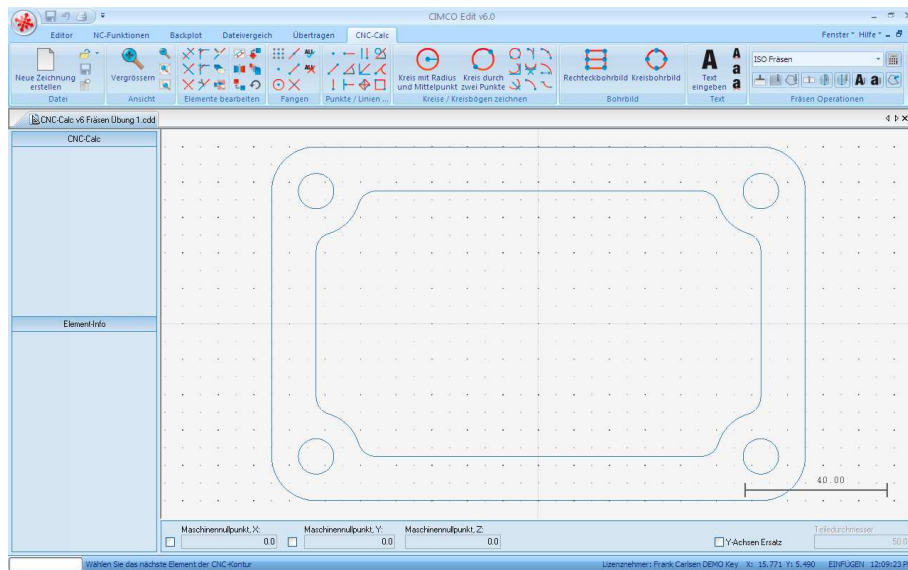 CIMCO Edit v6.0
Editor NC-Funktionen Backplot Dateivergeich Übertragen CNC-Calc Fenster Hilfe
Neue Zeichnung erstellen
Vergrössern
Kreis mit Radius und Mittelpunkt
Kreis durch zwei Punkte
Rechteckbohrbild Kreisbohrbild
Text eingeben
ISO Fräsen
Datei Ansicht Elemente bearbeiten Fangen Punkte / Linien ... Kreise / Kreisbögen zeichnen Bohrbild Text Fräsen Operationen
CNC-Calc v6 Fräsen Übung 1.cdd
CNC-Calc
Element-Info
40.00
Maschinennullpunkt, X: Maschinennullpunkt, Y: Maschinennullpunkt, Z: Teiledurchmesser
0.0 0.0 0.0 Y-Achsen Ersatz 50.0
Wählen Sie das nächste Element der CNC-Kontur Lizenznehmer: Frank Carlsen DEMO Key X: 15.771 Y: 5.490 EINFÜGEN 12:09:23 P